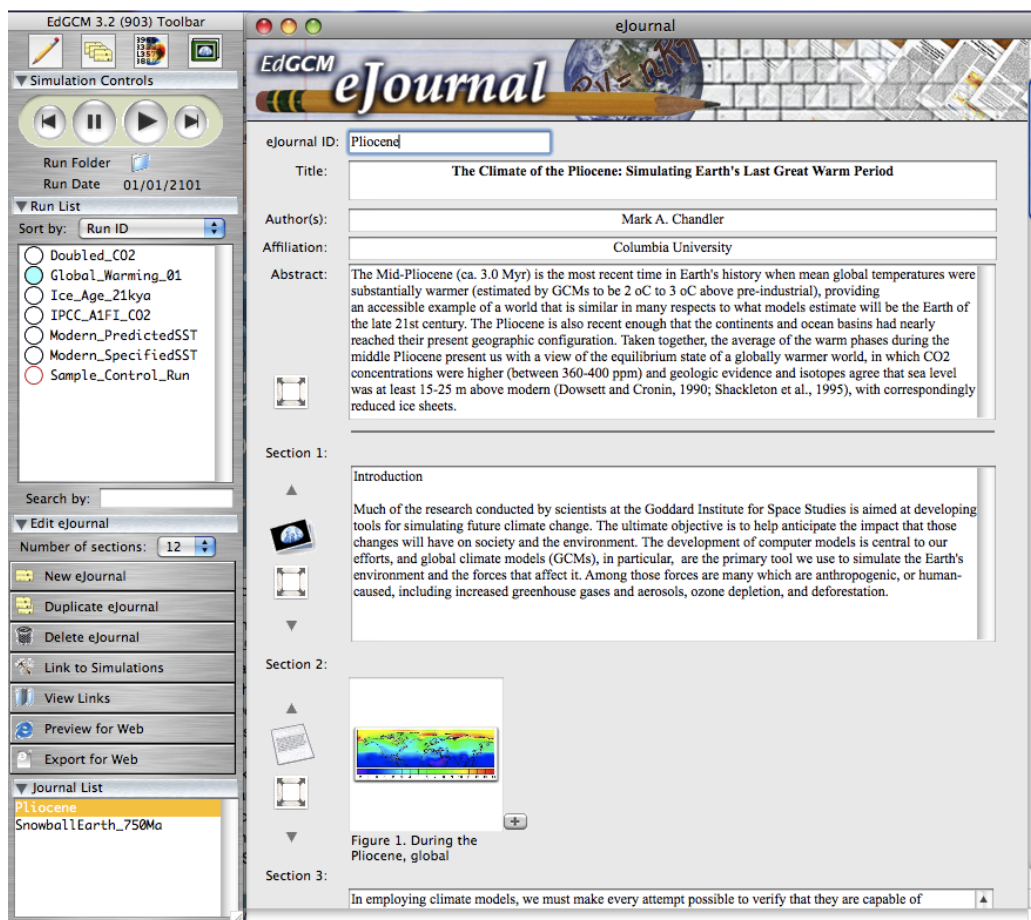 EdGCM 3.2 (903) Toolbar
Simulation Controls
Run Folder
Run Date 01/01/2101
Run List
Sort by: Run ID
Doubled_CO2
Global_Warming_01
Ice_Age_21kya
IPCC_A1FI_CO2
Modern_PredictedSST
Modern_SpecifiedSST
Sample_Control_Run
Search by:
Edit eJournal
Number of sections: 12
New eJournal
Duplicate eJournal
Delete eJournal
Link to Simulations
View Links
Preview for Web
Export for Web
Journal List
Pliocene
SnowballEarth_750Ma
eJournal
EdGCM
eJournal
PV= nRT
eJournal ID: Pliocene
Title: The Climate of the Pliocene: Simulating Earth's Last Great Warm Period
Author(s): Mark A. Chandler
Affiliation: Columbia University
Abstract: The Mid-Pliocene (ca. 3.0 Myr) is the most recent time in Earth's history when mean global temperatures were
substantially warmer (estimated by GCMs to be 2 oC to 3 oC above pre-industrial), providing
an accessible example of a world that is similar in many respects to what models estimate will be the Earth of
the late 21st century. The Pliocene is also recent enough that the continents and ocean basins had nearly
reached their present geographic configuration. Taken together, the average of the warm phases during the
middle Pliocene present us with a view of the equilibrium state of a globally warmer world, in which CO2
concentrations were higher (between 360-400 ppm) and geologic evidence and isotopes agree that sea level
was at least 15-25 m above modern (Dowsett and Cronin, 1990; Shackleton et al., 1995), with correspondingly
reduced ice sheets.
Section 1:
Introduction
Much of the research conducted by scientists at the Goddard Institute for Space Studies is aimed at developing
tools for simulating future climate change. The ultimate objective is to help anticipate the impact that those
changes will have on society and the environment. The development of computer models is central to our
efforts, and global climate models (GCMs), in particular, are the primary tool we use to simulate the Earth's
environment and the forces that affect it. Among those forces are many which are anthropogenic, or human-
caused, including increased greenhouse gases and aerosols, ozone depletion, and deforestation.
Section 2:
Figure 1. During the
Pliocene, global
Section 3:
In employing climate models, we must make every attempt possible to verify that they are capable of